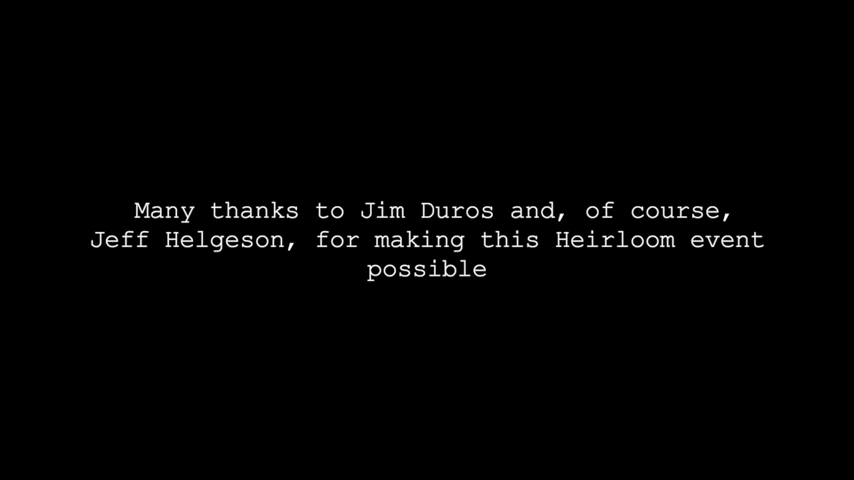 Many thanks to Jim Duros and, of course,
Jeff Helgeson, for making this Heirloom event
possible